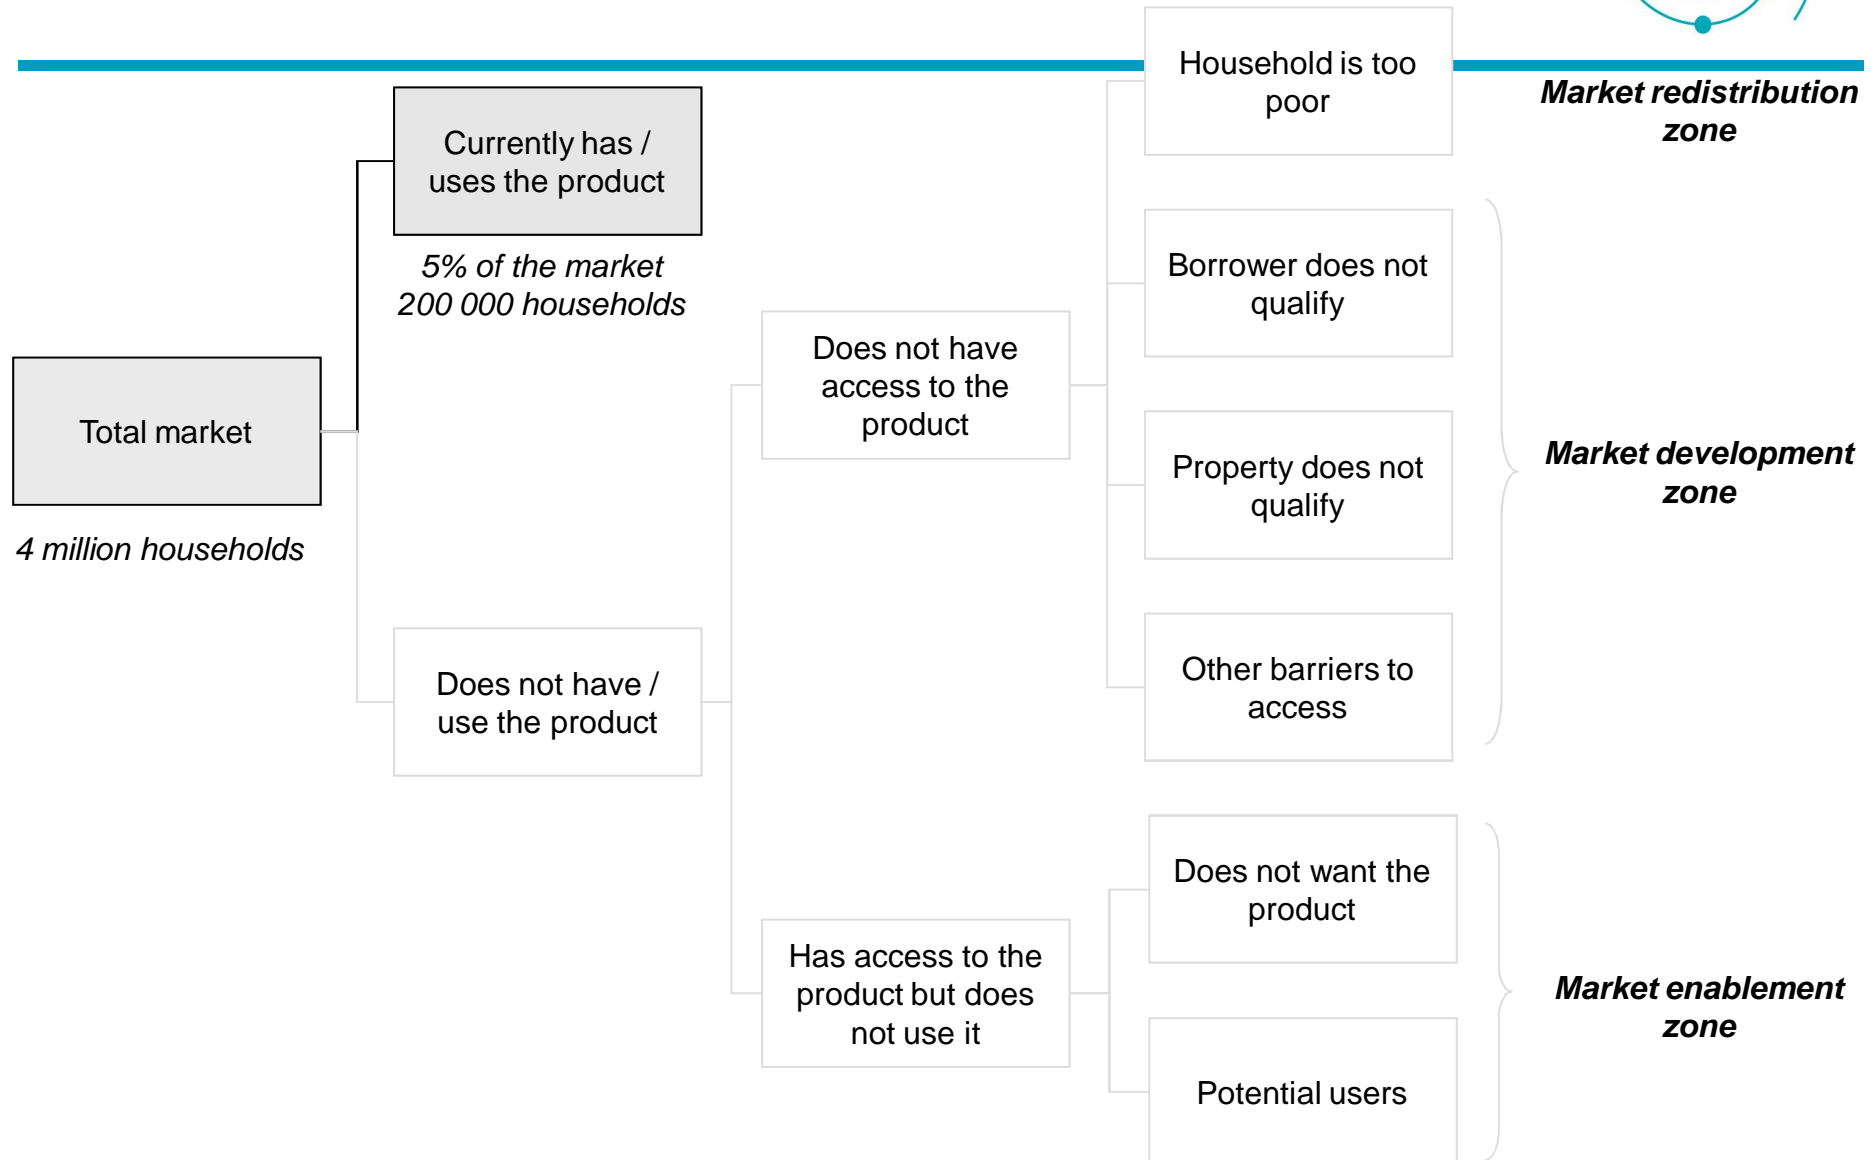 Total market
4 million households
Currently has /
uses the product
5% of the market
200 000 households
Does not have /
use the product
Does not have
access to the
product
Has access to the
product but does
not use it
Household is too
poor
Borrower does not
qualify
Property does not
qualify
Other barriers to
access
Does not want the
product
Potential users
Market redistribution
zone
Market development
zone
Market enablement
zone